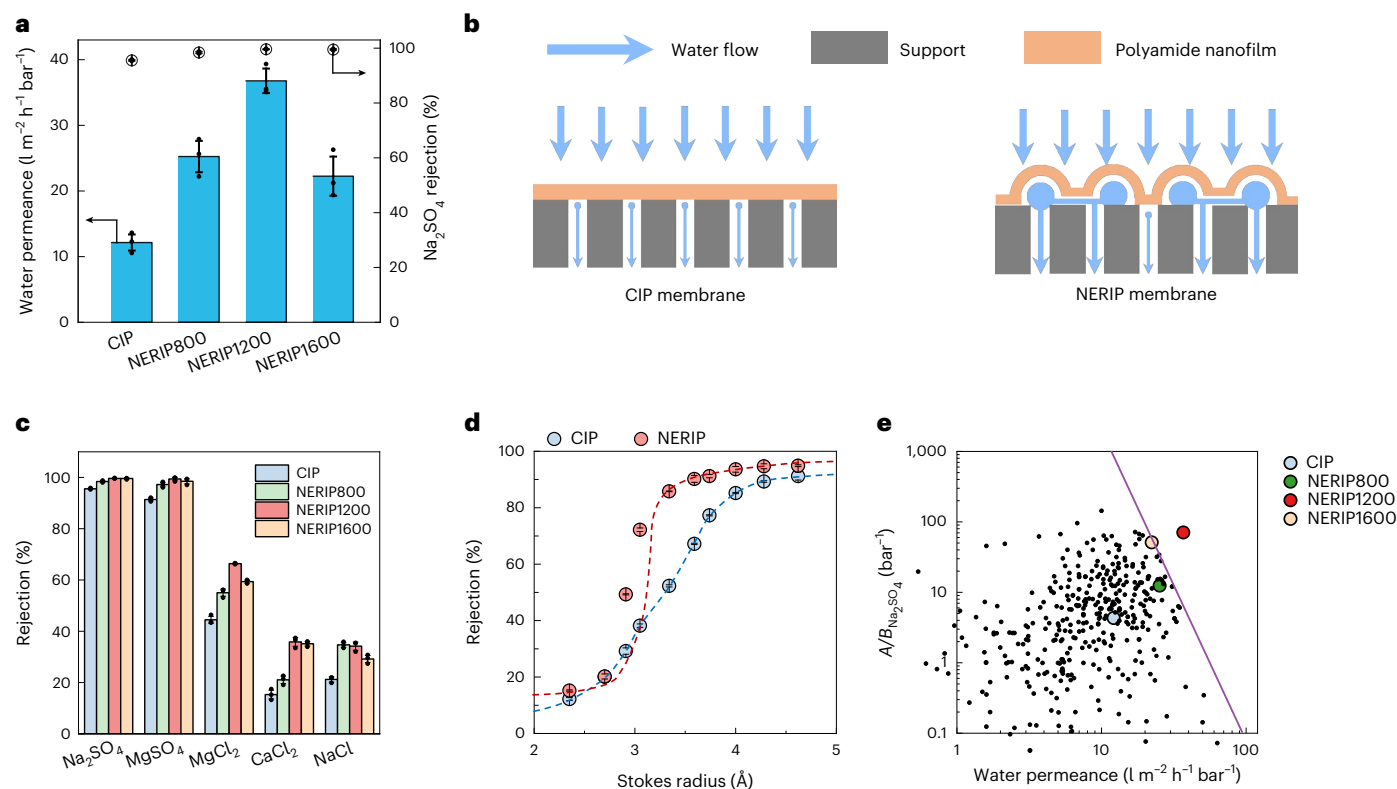 a
Water permeance (l m⁻² h⁻¹ bar⁻¹)
40
30
20
10
0
100
80
60
40
20
0
Na₂SO₄ rejection (%)
CIP
NERIP800
NERIP1200
NERIP1600
b
Water flow
Support
Polyamide nanofilm
CIP membrane
NERIP membrane
c
Rejection (%)
100
80
60
40
20
0
CIP
NERIP800
NERIP1200
NERIP1600
Na₂SO₄
MgSO₄
MgCl₂
CaCl₂
NaCl
d
CIP
NERIP
Rejection (%)
100
80
60
40
20
0
2
3
4
5
Stokes radius (Å)
e
A/B Na₂SO₄ (bar⁻¹)
1,000
100
10
1
0.1
1
10
100
Water permeance (l m⁻² h⁻¹ bar⁻¹)
CIP
NERIP800
NERIP1200
NERIP1600